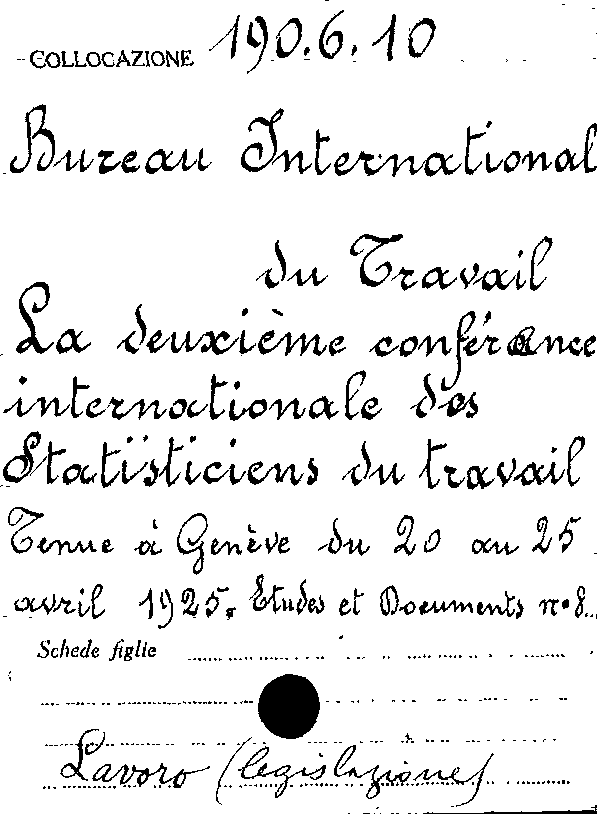 COLLOCAZIONE 190.6.10
Bureau International
du Travail
La deuxième conférence
internationale des
Statïsticiens du travail
Tenue à Genève du 20 au 25
avril 1925. Etudes et Documents n° 8.
Schede figlie
Lavoro (legislazione)